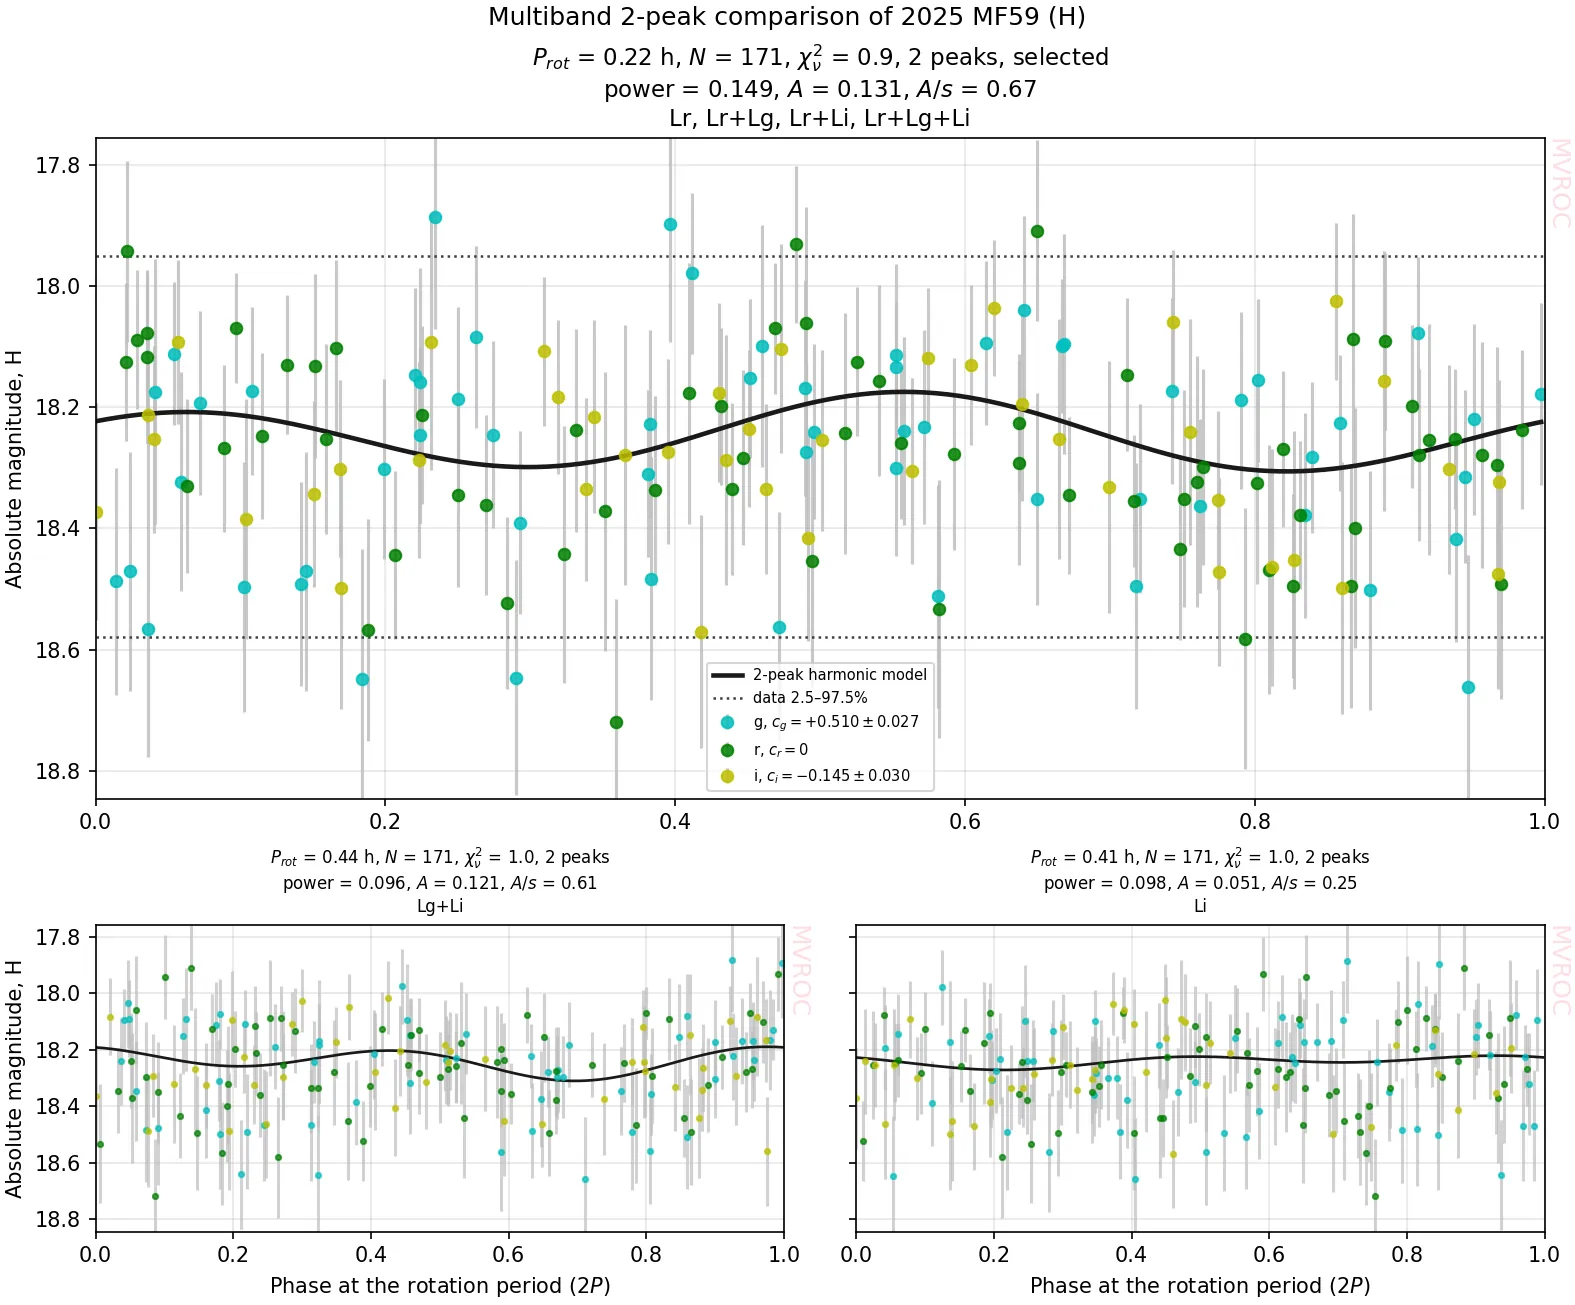 Multiband 2-peak comparison of 2025 MF59 (H)
P_rot = 0.22 h, N = 171, χ²_ν = 0.9, 2 peaks, selected
power = 0.149, A = 0.131, A/s = 0.67
Lr, Lr+Lg, Lr+Li, Lr+Lg+Li
MVROC
Absolute magnitude, H
17.8
18.0
18.2
18.4
18.6
18.8
2-peak harmonic model
data 2.5–97.5%
g, c_g = +0.510 ± 0.027
r, c_r = 0
i, c_i = −0.145 ± 0.030
0.0 0.2 0.4 0.6 0.8 1.0
P_rot = 0.44 h, N = 171, χ²_ν = 1.0, 2 peaks
power = 0.096, A = 0.121, A/s = 0.61
Lg+Li
MVROC
Absolute magnitude, H
17.8
18.0
18.2
18.4
18.6
18.8
0.0 0.2 0.4 0.6 0.8 1.0
Phase at the rotation period (2P)
P_rot = 0.41 h, N = 171, χ²_ν = 1.0, 2 peaks
power = 0.098, A = 0.051, A/s = 0.25
Li
MVROC
0.0 0.2 0.4 0.6 0.8 1.0
Phase at the rotation period (2P)